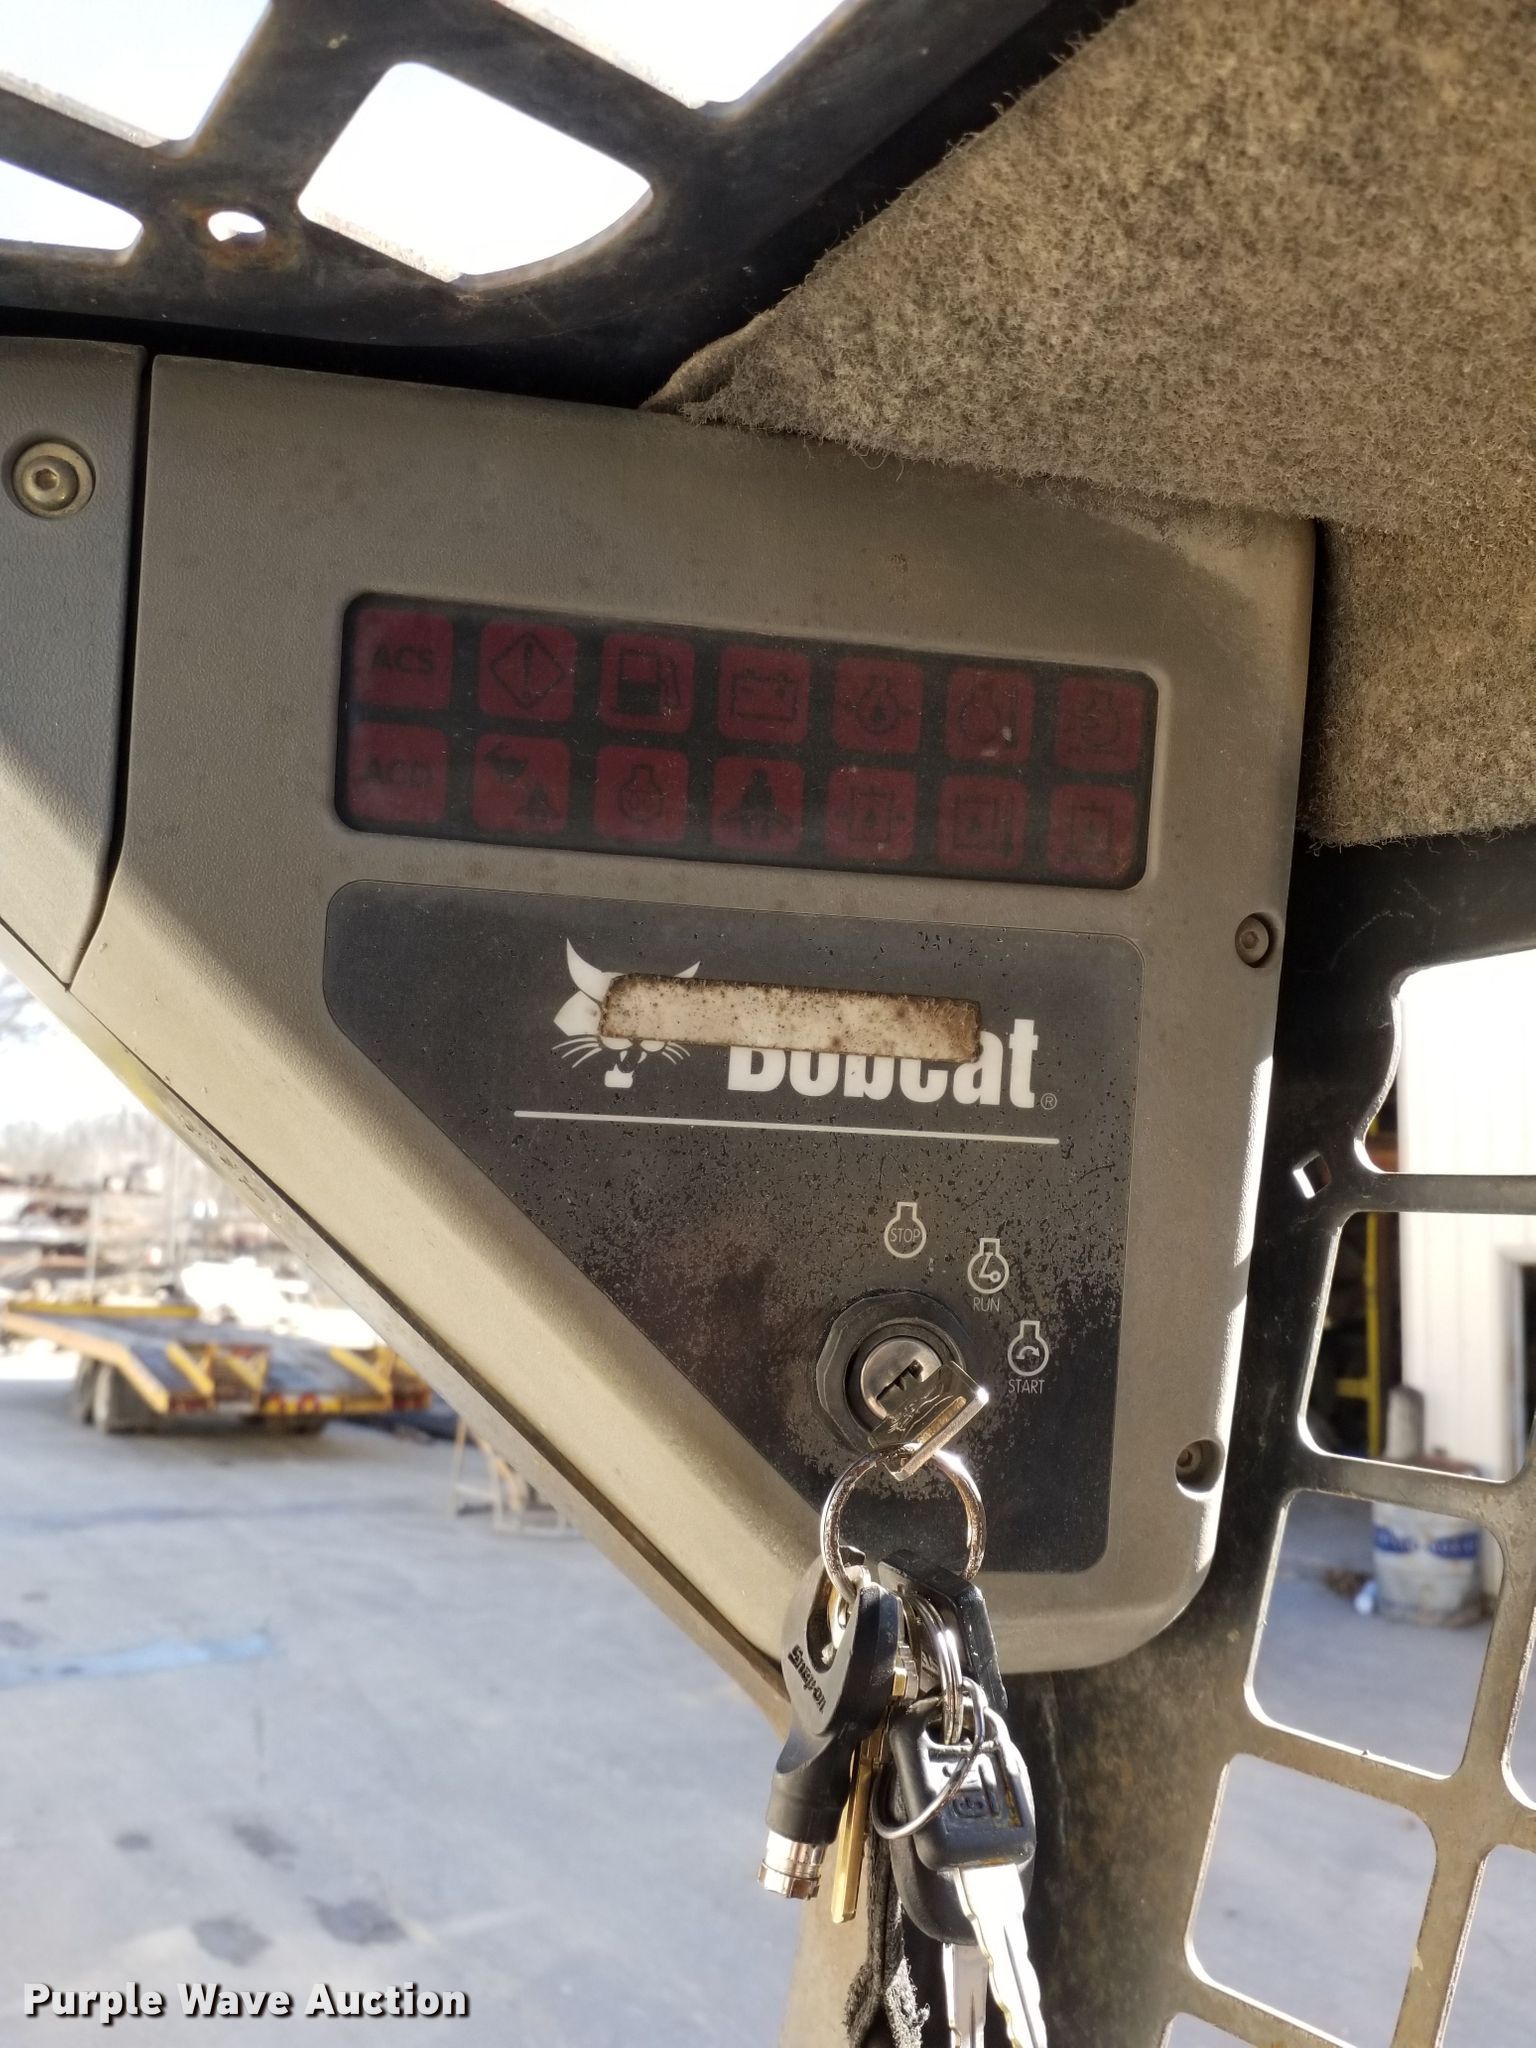 ACS
ACD
Bobcat®
STOP
RUN
START
Snap-on
Purple Wave Auction